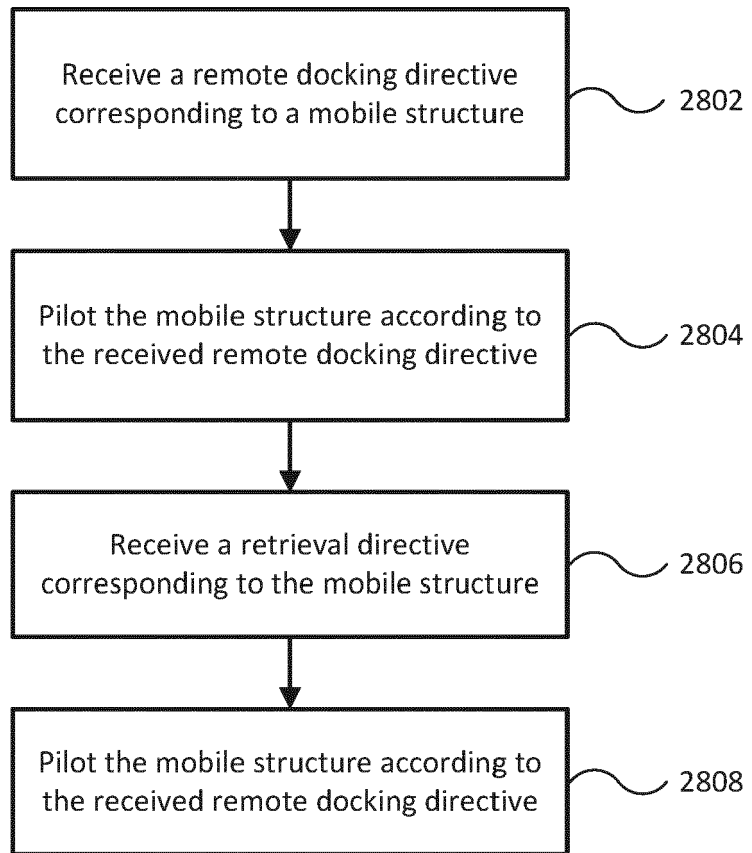 Receive a remote docking directive
corresponding to a mobile structure
2802
Pilot the mobile structure according to
the received remote docking directive
2804
Receive a retrieval directive
corresponding to the mobile structure
2806
Pilot the mobile structure according to
the received remote docking directive
2808